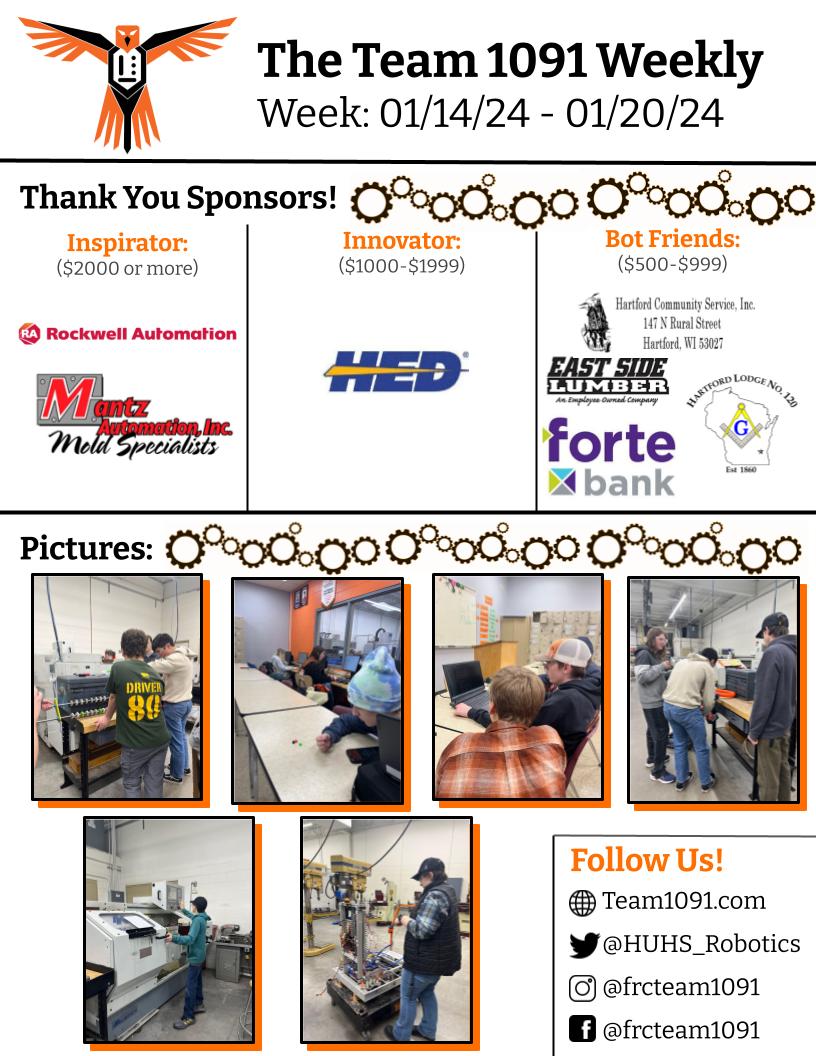 The Team 1091 Weekly
Week: 01/14/24 - 01/20/24
Thank You Sponsors!
Inspirator:
($2000 or more)
RA Rockwell Automation
Mantz
Automation, Inc.
Mold Specialists
Innovator:
($1000-$1999)
HED®
Bot Friends:
($500-$999)
Hartford Community Service, Inc.
147 N Rural Street
Hartford, WI 53027
EAST SIDE
LUMBER
An Employee Owned Company
HARTFORD LODGE NO. 120
G
Est 1860
forte
bank
Pictures:
DRIVER
80
Follow Us!
Team1091.com
@HUHS_Robotics
@frcteam1091
@frcteam1091